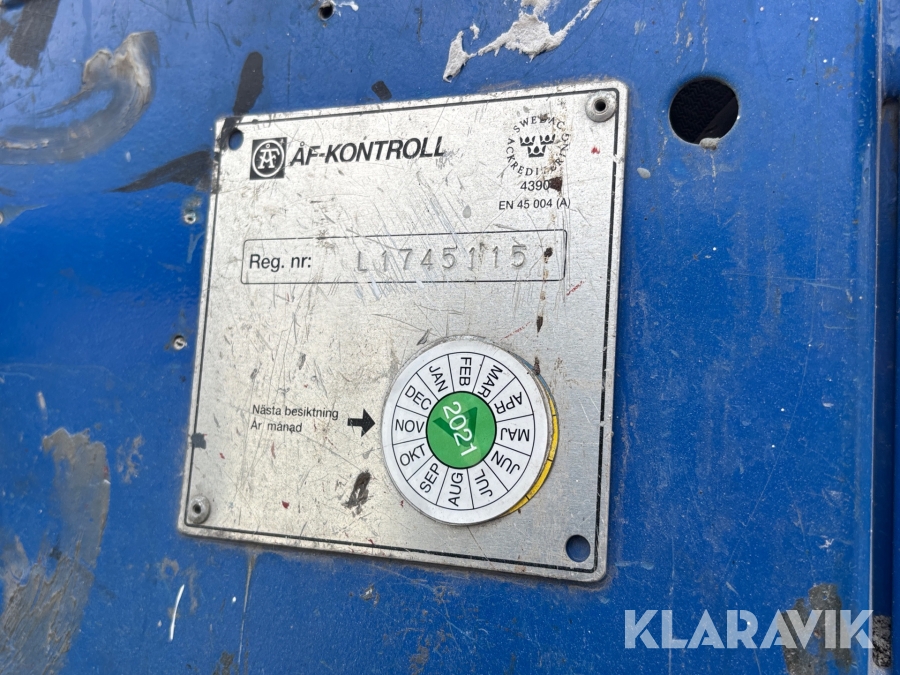 ÅF ÅF-KONTROLL
SWEDAC
ACKREDITERING
4390
EN 45 004 (A)
Reg. nr: L1745115
Nästa besiktning
År månad
JAN FEB MAR APR MAJ JUN JUL AUG SEP OKT NOV DEC
2021
KLARAVIK